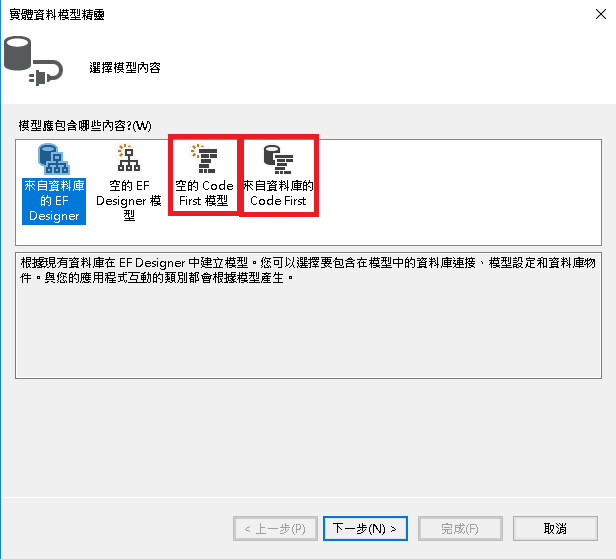 實體資料模型精靈
選擇模型內容
模型應包含哪些內容?(W)
來自資料庫
的 EF
Designer
空的 EF
Designer 模
型
空的 Code
First 模型
來自資料庫的
Code First
根據現有資料庫在 EF Designer 中建立模型。您可以選擇要包含在模型中的資料庫連接、模型設定和資料庫物
件。與您的應用程式互動的類別都會根據模型產生。
< 上一步(P)
下一步(N) >
完成(F)
取消